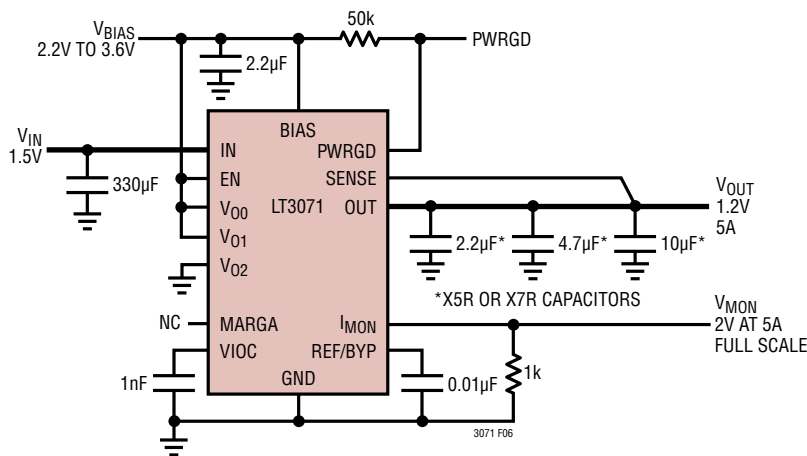 50k
V_BIAS
2.2V TO 3.6V
PWRGD
2.2µF
V_IN
1.5V
BIAS
IN
PWRGD
330µF
EN
SENSE
V_OUT
1.2V
5A
V_O0
LT3071
OUT
V_O1
2.2µF*
4.7µF*
10µF*
V_O2
*X5R OR X7R CAPACITORS
V_MON
2V AT 5A
FULL SCALE
NC
MARGA
I_MON
VIOC
REF/BYP
1nF
GND
0.01µF
1k
3071 F06